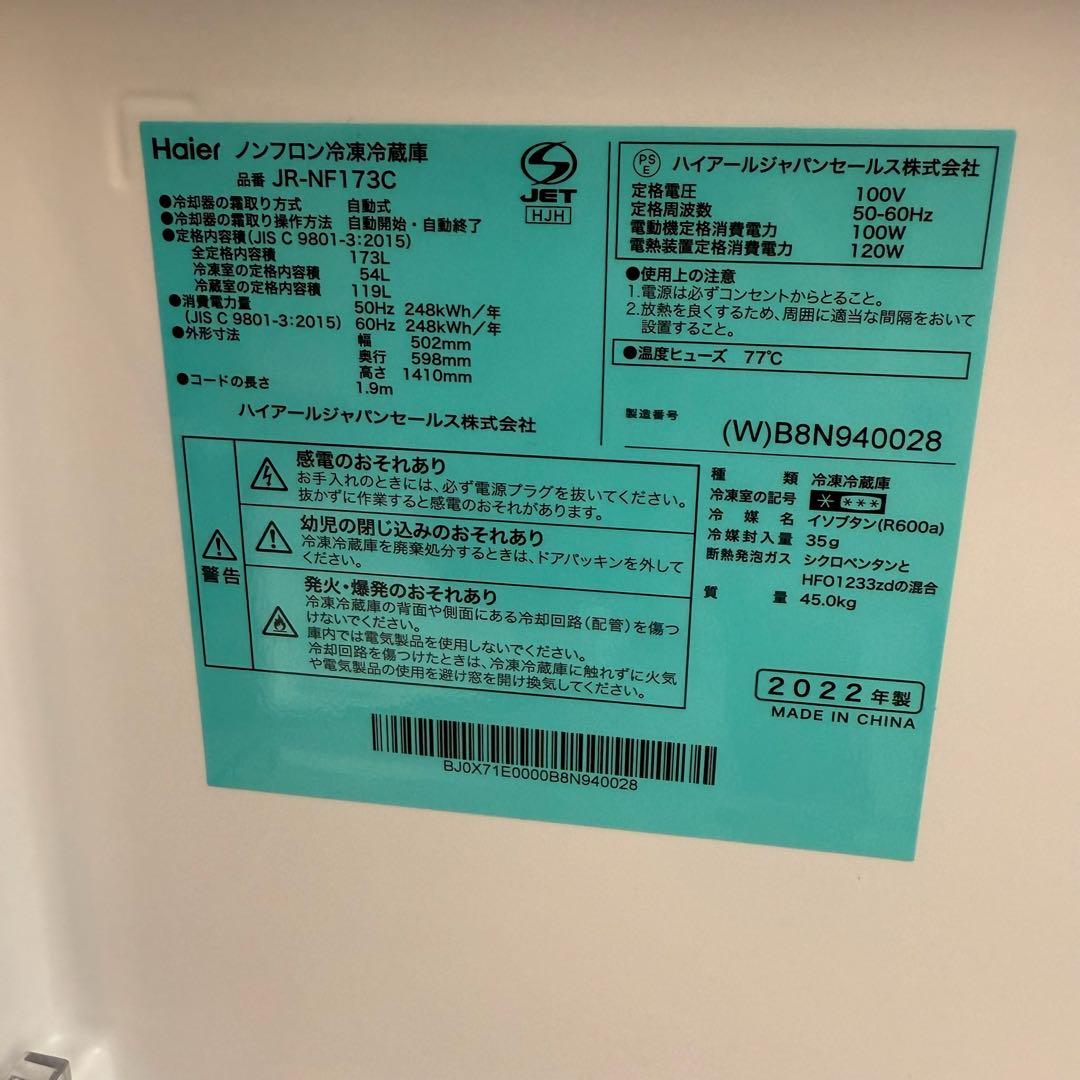 Haier ノンフロン冷凍冷蔵庫
品番 JR-NF173C
●冷却器の霜取り方式 自動式
●冷却器の霜取り操作方法 自動開始・自動終了
●定格内容積(JIS C 9801-3:2015)
全定格内容積 173L
冷凍室の定格内容積 54L
冷蔵室の定格内容積 119L
●消費電力量 50Hz 248kWh/年
(JIS C 9801-3:2015) 60Hz 248kWh/年
●外形寸法 幅 502mm
奥行 598mm
高さ 1410mm
●コードの長さ 1.9m
ハイアールジャパンセールス株式会社
S
JET
HJH
PS
E
ハイアールジャパンセールス株式会社
定格電圧 100V
定格周波数 50-60Hz
電動機定格消費電力 100W
電熱装置定格消費電力 120W
●使用上の注意
1.電源は必ずコンセントからとること。
2.放熱を良くするため、周囲に適当な間隔をおいて
設置すること。
●温度ヒューズ 77℃
製造番号
(W)B8N940028
警告
感電のおそれあり
お手入れのときには、必ず電源プラグを抜いてください。
抜かずに作業すると感電のおそれがあります。
幼児の閉じ込みのおそれあり
冷凍冷蔵庫を廃棄処分するときは、ドアパッキンを外して
ください。
発火・爆発のおそれあり
冷凍冷蔵庫の背面や側面にある冷却回路(配管)を傷つ
けないでください。
庫内では電気製品を使用しないでください。
冷却回路を傷つけたときは、冷凍冷蔵庫に触れずに火気
や電気製品の使用を避け窓を開け換気してください。
種類 冷凍冷蔵庫
冷凍室の記号 * ***
冷媒名 イソブタン(R600a)
冷媒封入量 35g
断熱発泡ガス シクロペンタンと
HFO1233zdの混合
質量 45.0kg
2022年製
MADE IN CHINA
BJ0X71E0000B8N940028